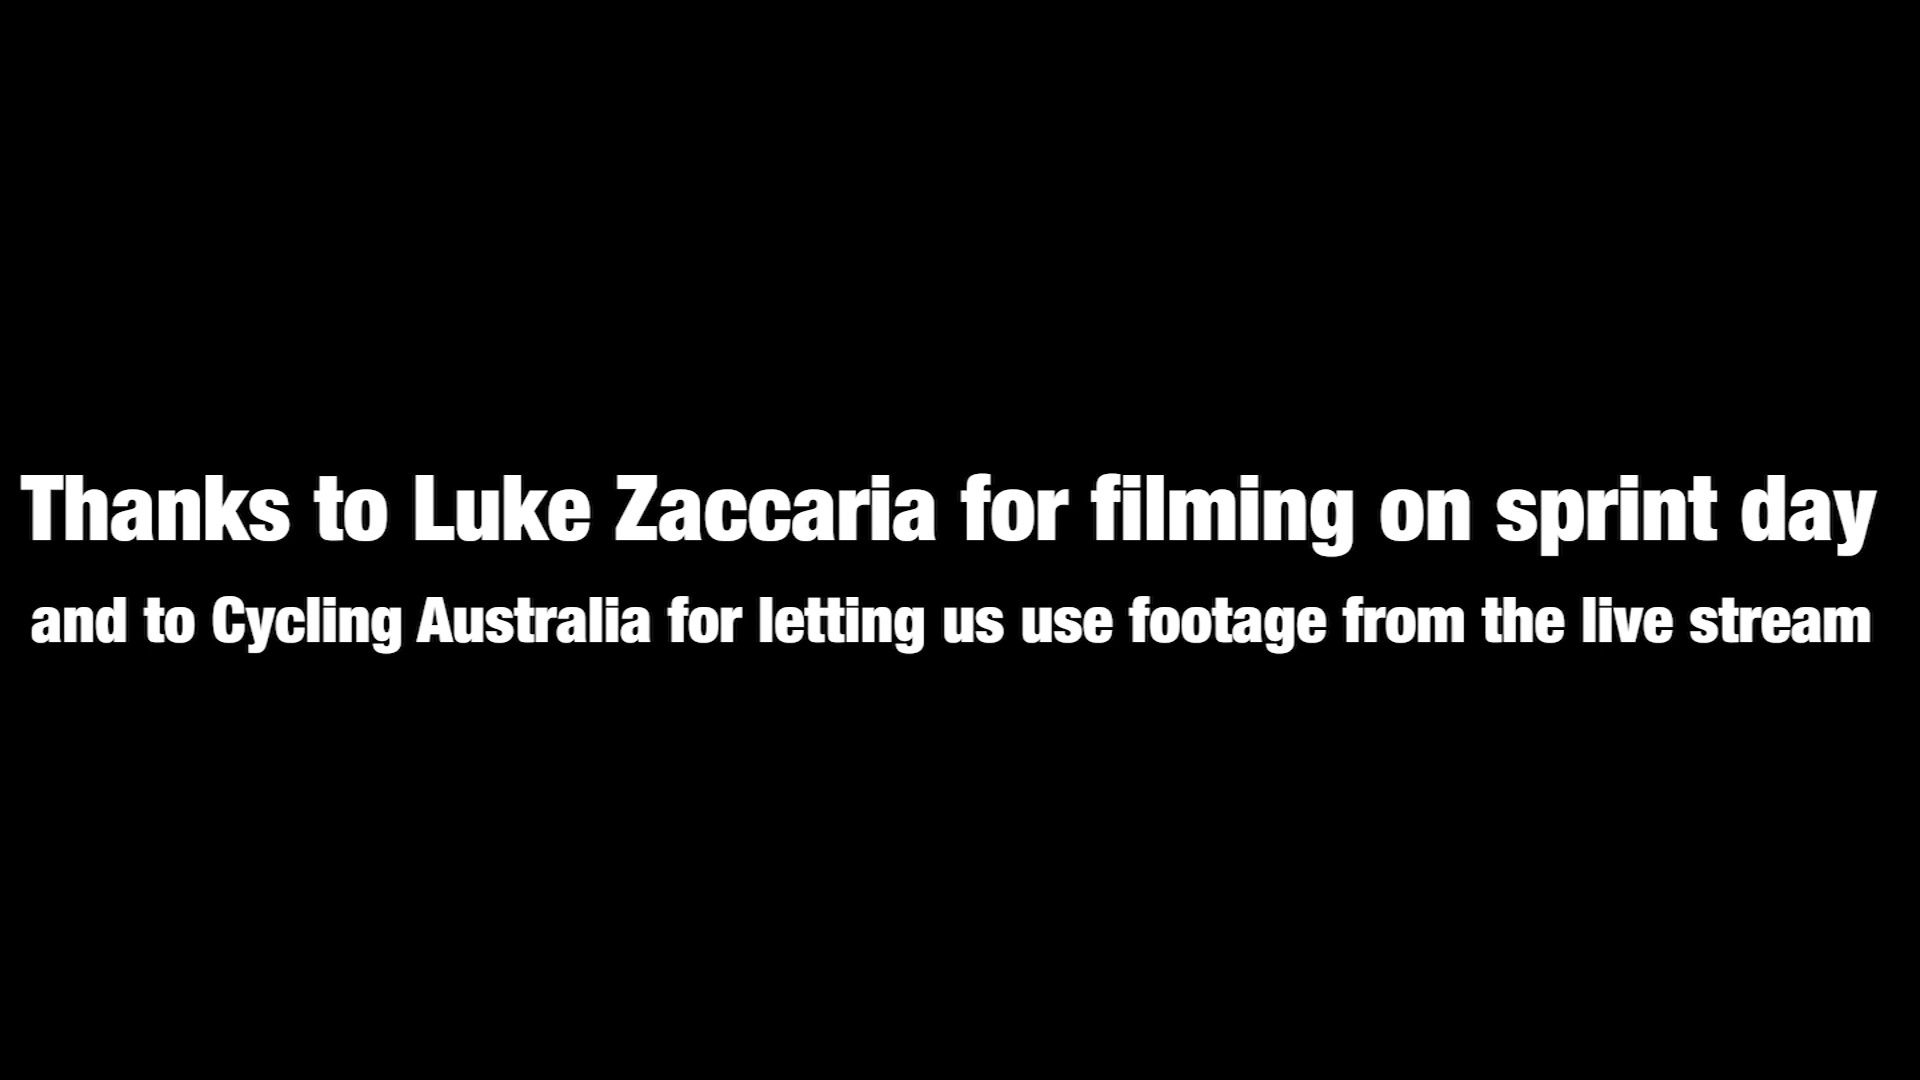 Thanks to Luke Zaccaria for filming on sprint day
and to Cycling Australia for letting us use footage from the live stream